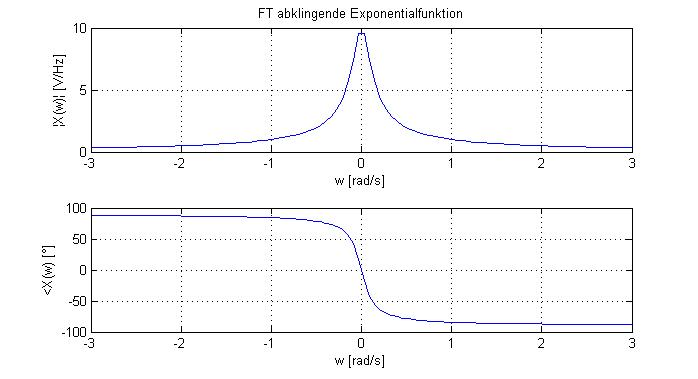 FT abklingende Exponentialfunktion
10
5
0
|X(w)| [V/Hz]
-3 -2 -1 0 1 2 3
w [rad/s]
100
50
0
-50
-100
<X(w) [°]
-3 -2 -1 0 1 2 3
w [rad/s]